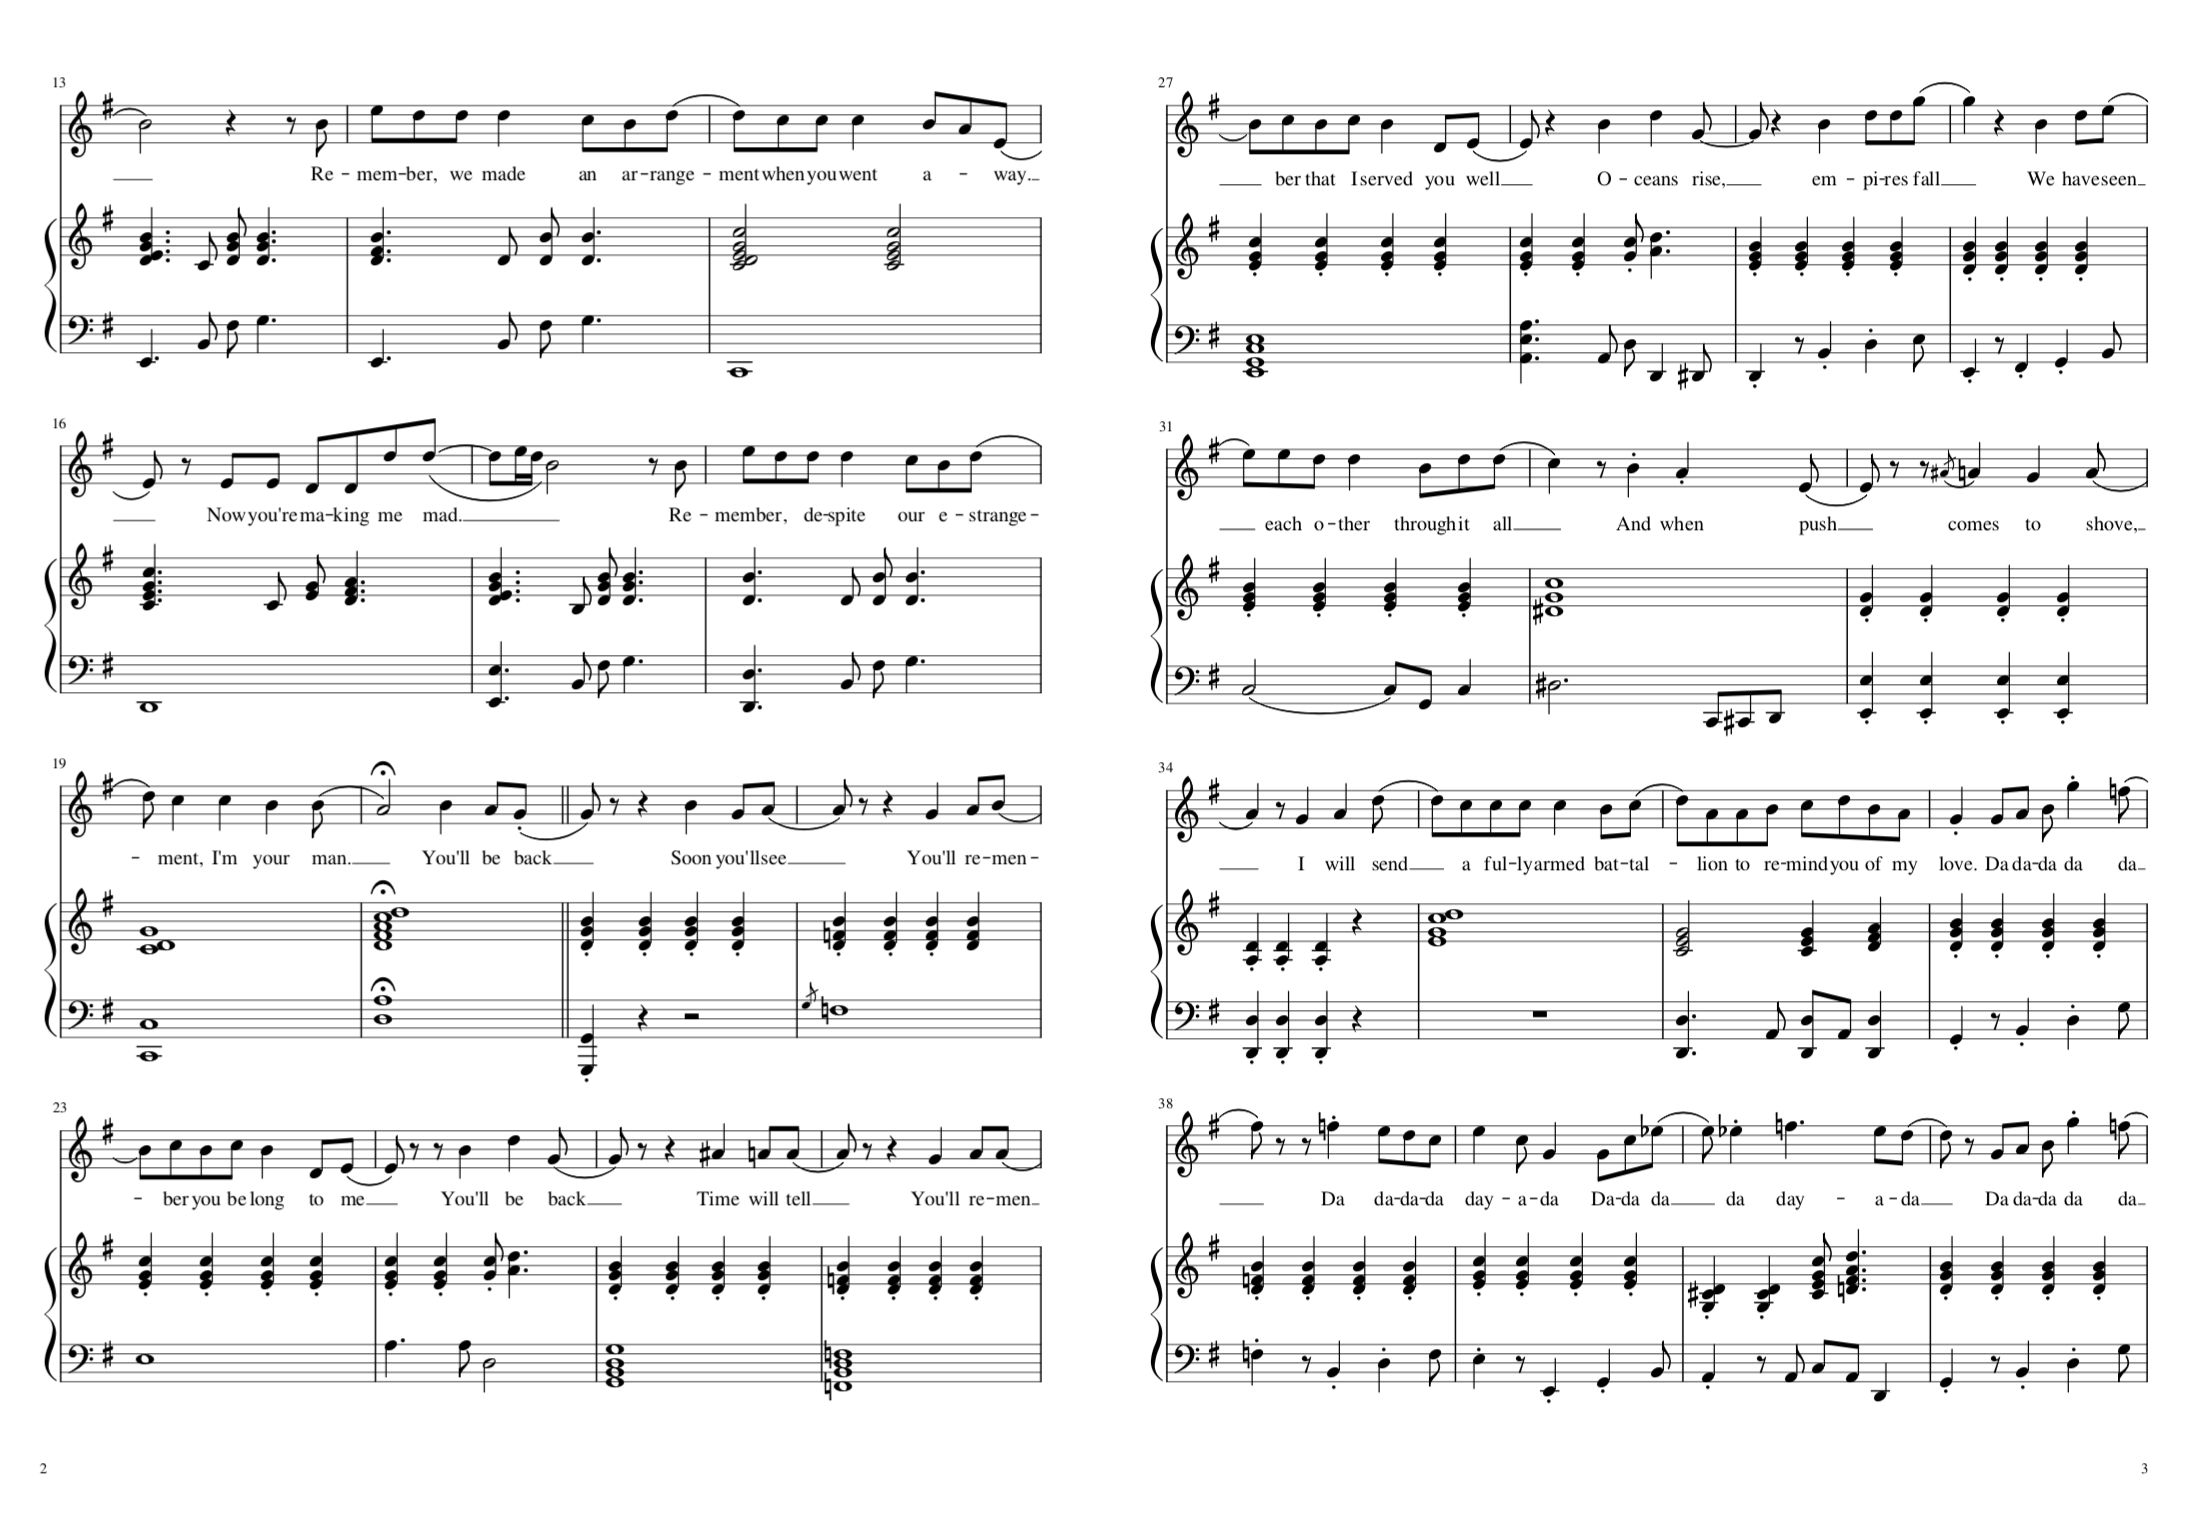 13
Re - mem-ber, we made an ar-range - ment when you went a - way.
16
Now you're ma-king me mad. Re - member, de-spite our e-strange-
19
- ment, I'm your man. You'll be back Soon you'll see You'll re-men-
23
- ber you be long to me You'll be back Time will tell You'll re-men
2
27
ber that I served you well O - ceans rise, em - pi-res fall We have seen
31
each o-ther through it all And when push comes to shove,
34
I will send a ful-ly armed bat-tal - lion to re-mind you of my love. Da da-da da da
38
Da da-da-da day-a-da Da-da da da day - a-da Da da-da da da
3